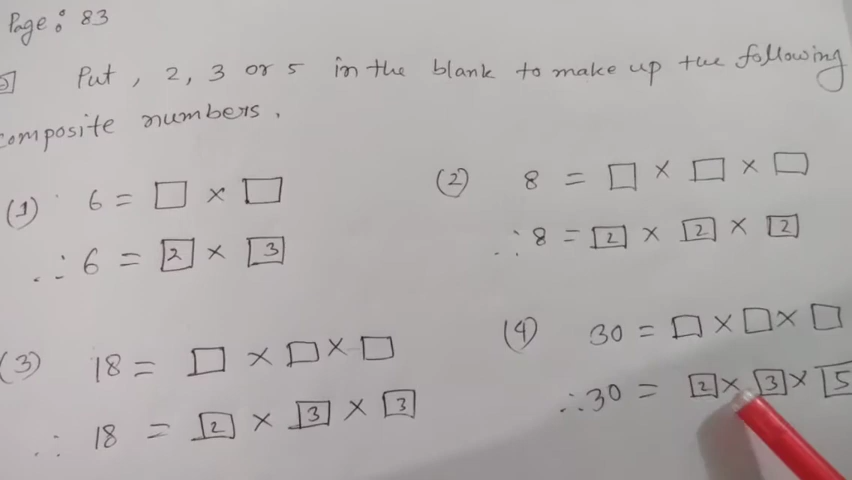 Page: 83
5] Put, 2, 3 or 5 in the blank to make up the following
composite numbers.
(1) 6 = □ × □
∴ 6 = 2 × 3
(2) 8 = □ × □ × □
∴ 8 = 2 × 2 × 2
(3) 18 = □ × □ × □
∴ 18 = 2 × 3 × 3
(4) 30 = □ × □ × □
∴ 30 = 2 × 3 × 5